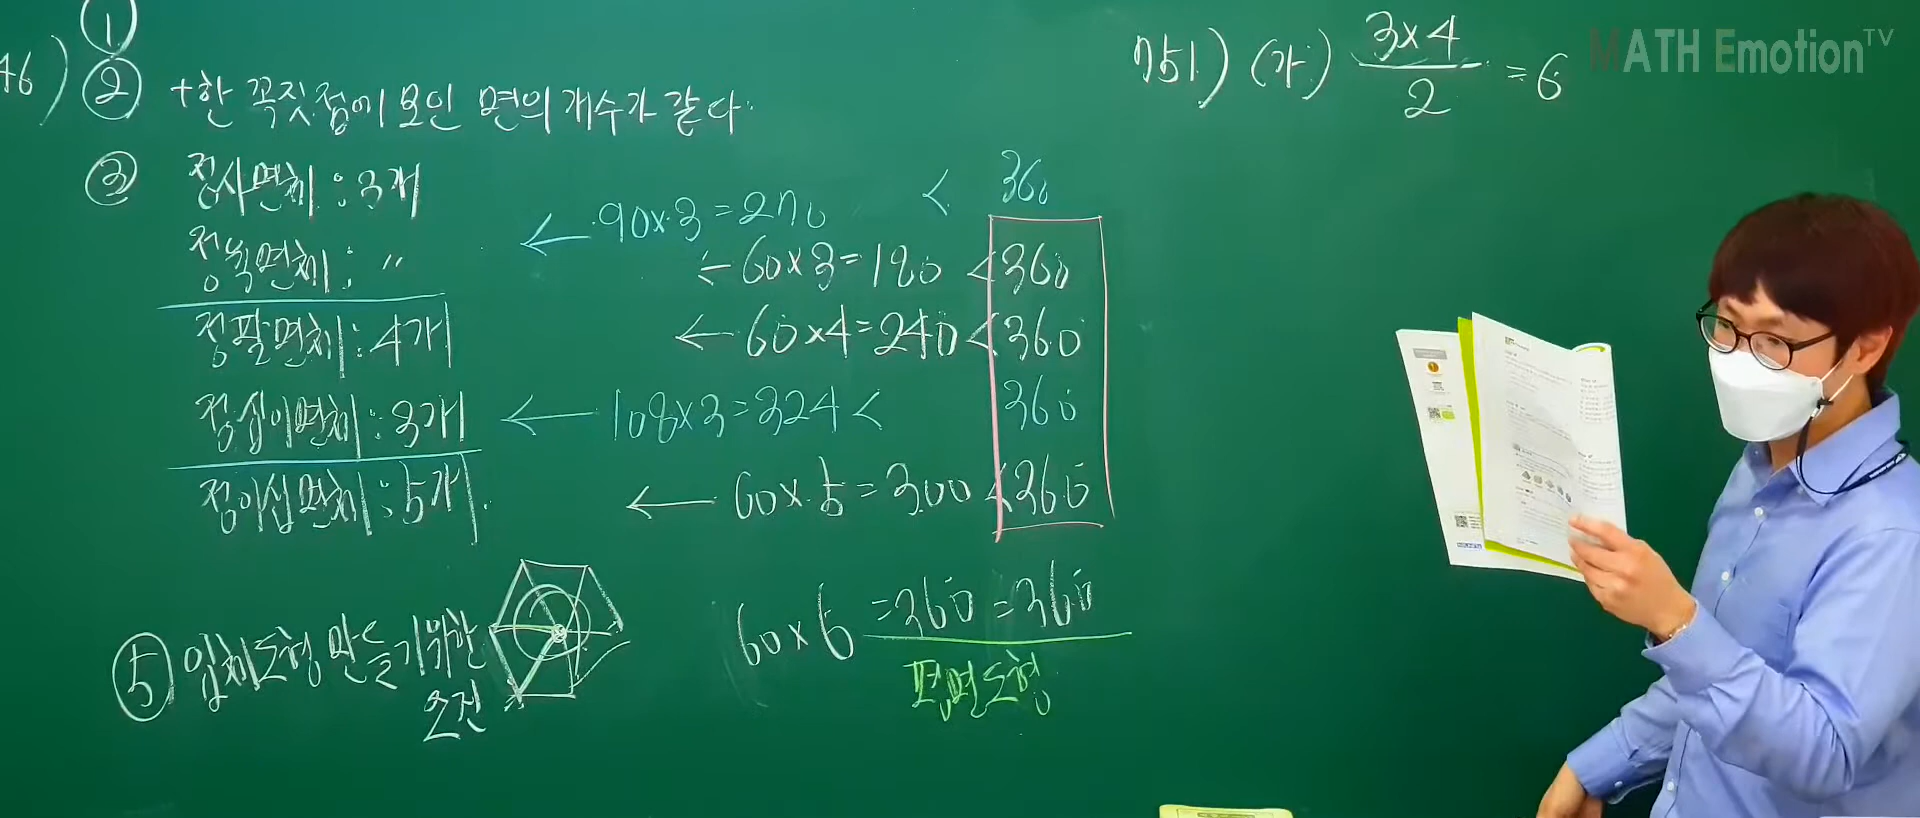 46) ①
② +한 꼭짓점에 모인 면의 개수가 같다.
③ 정사면체 : 3개
정육면체 : 〃 ← 90×3=270 < 360
← 60×3=180 <360
정팔면체 : 4개 ← 60×4=240 <360
정십이면체 : 3개 ← 108×3=324 < 360
정이십면체 : 5개 ← 60×5=300 <360
⑤ 입체도형 만들기 위한
조건
60×6 =360 =360
평면도형
751) (가) 3×4/2 =6
MATH Emotion TV